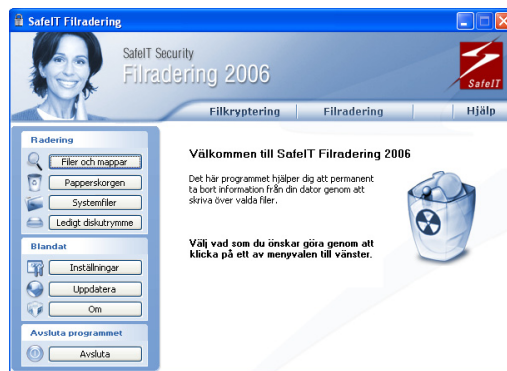 SafeIT Filradering
SafeIT Security
Filradering 2006
SafeIT
Filkryptering
Filradering
Hjälp
Radering
Filer och mappar
Papperskorgen
Systemfiler
Ledigt diskutrymme
Blandat
Inställningar
Uppdatera
Om
Avsluta programmet
Avsluta
Välkommen till SafeIT Filradering 2006
Det här programmet hjälper dig att permanent
ta bort information från din dator genom att
skriva över valda filer.
Välj vad som du önskar göra genom att
klicka på ett av menyvalen till vänster.